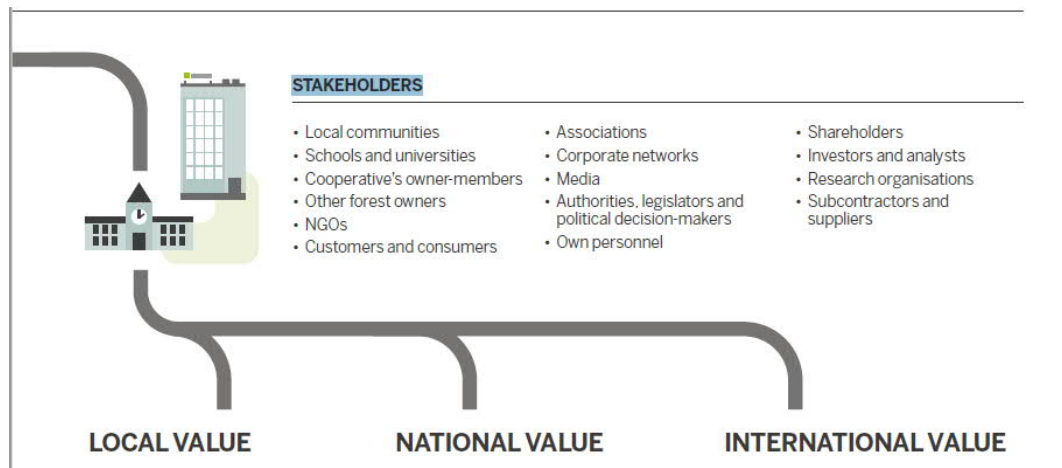 STAKEHOLDERS
• Local communities
• Schools and universities
• Cooperative's owner-members
• Other forest owners
• NGOs
• Customers and consumers
• Associations
• Corporate networks
• Media
• Authorities, legislators and
political decision-makers
• Own personnel
• Shareholders
• Investors and analysts
• Research organisations
• Subcontractors and
suppliers
LOCAL VALUE
NATIONAL VALUE
INTERNATIONAL VALUE